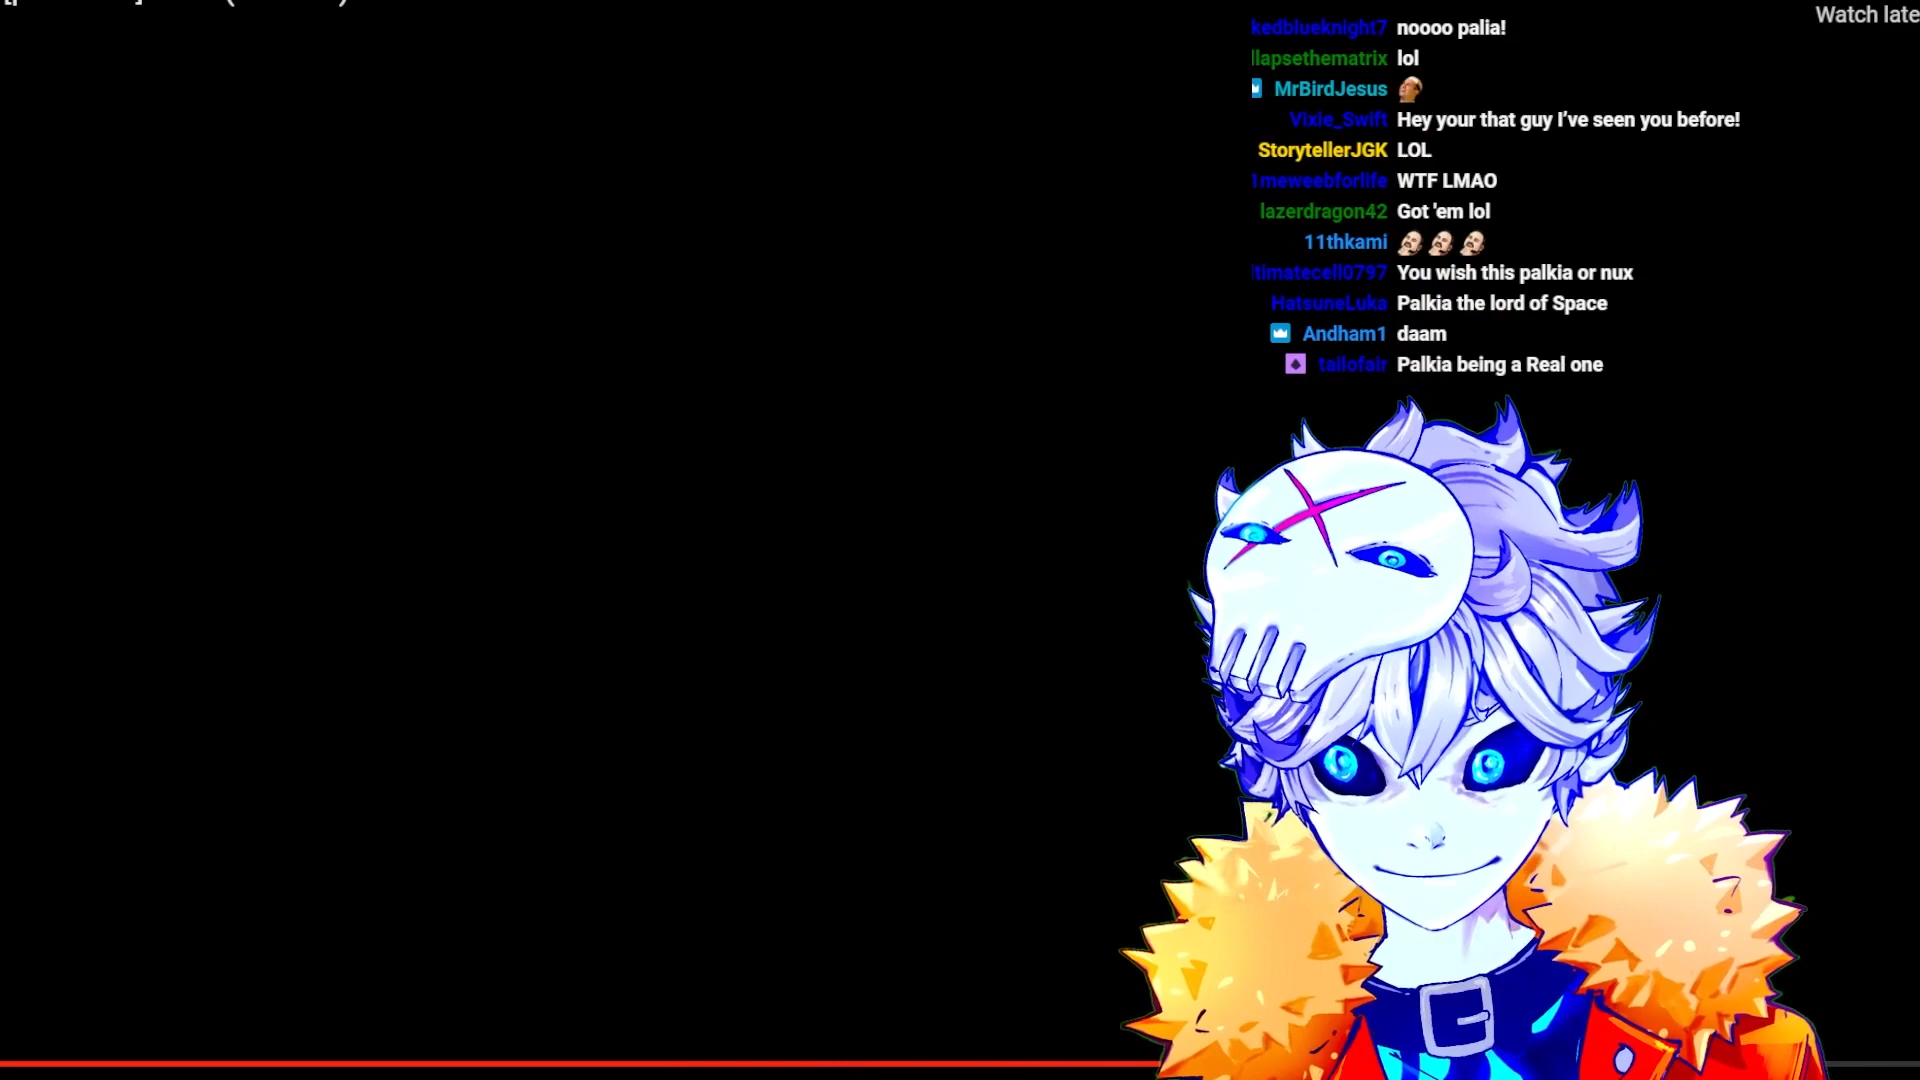 Watch late
kedblueknight7 noooo palia!
llapsethematrix lol
MrBirdJesus
Vixie_Swift Hey your that guy I've seen you before!
StorytellerJGK LOL
1meweebforlife WTF LMAO
lazerdragon42 Got 'em lol
11thkami
ltimatecell0797 You wish this palkia or nux
HatsuneLuka Palkia the lord of Space
Andham1 daam
tailofair Palkia being a Real one